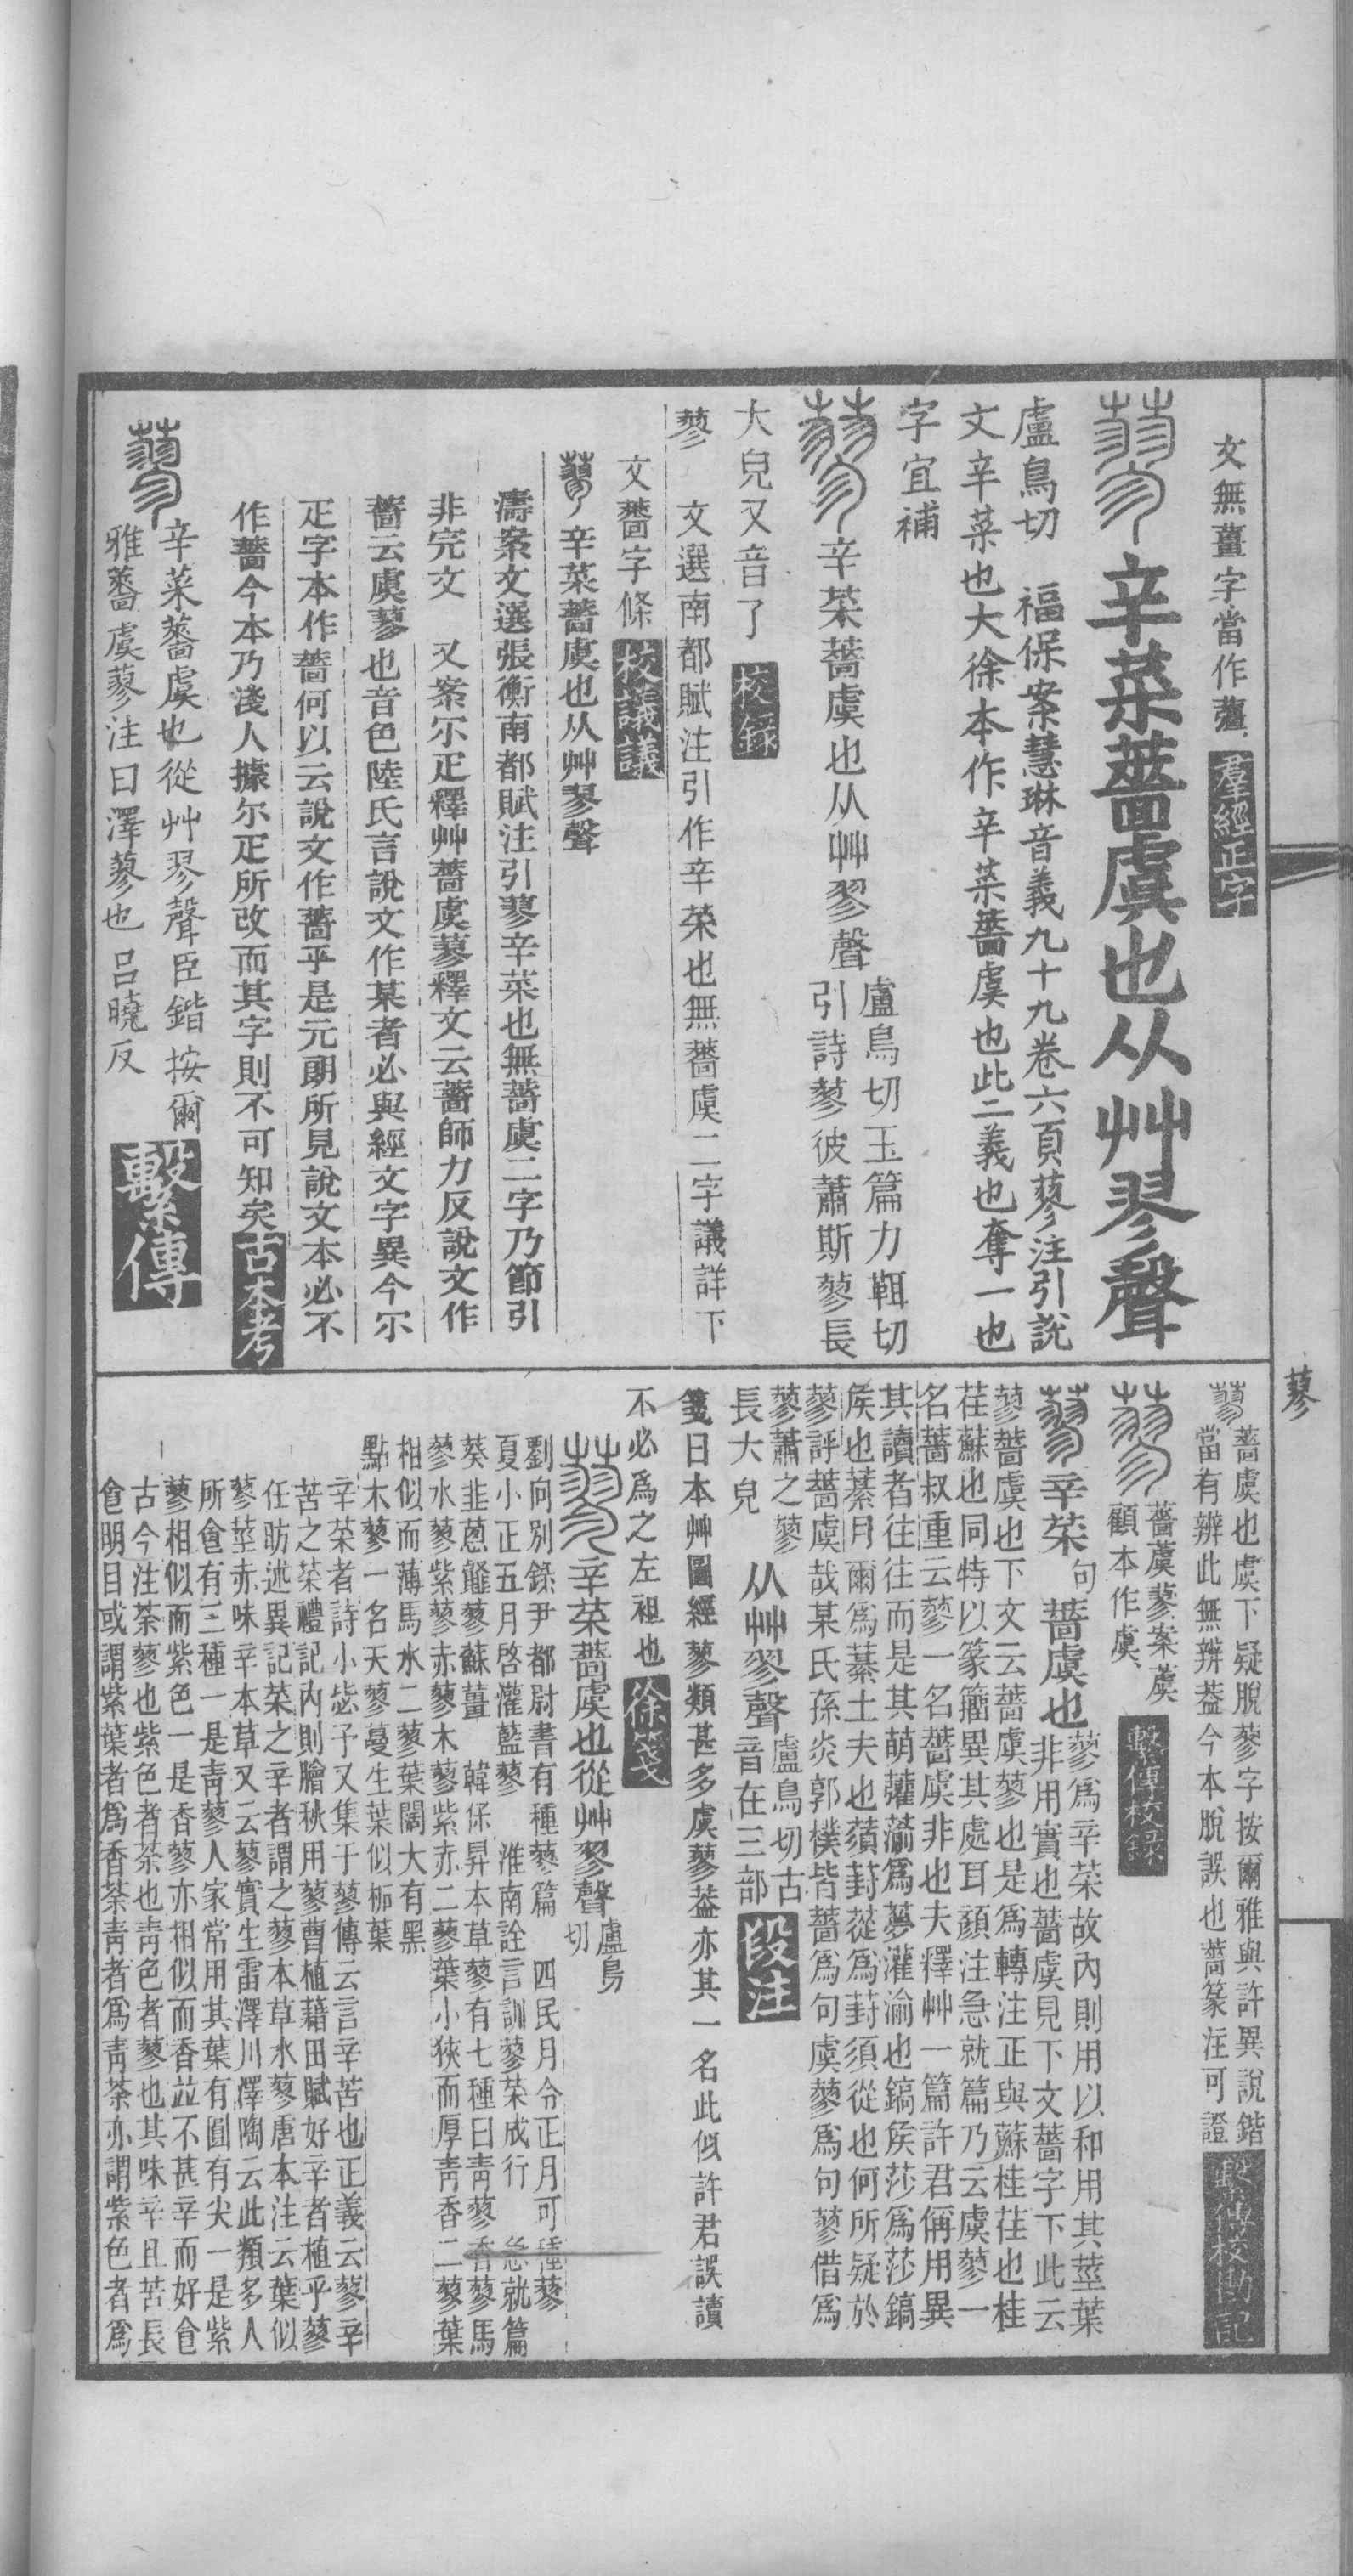 文無薑字當作薑 羣經正字
蓼 辛菜薔虞也从艸翏聲
盧鳥切 福保案慧琳音義九十九卷六頁蓼注引說
文辛菜也大徐本作辛菜薔虞也此二義也奪一也
字宜補
蓼 辛菜薔虞也从艸翏聲 盧鳥切玉篇力輒切
引詩蓼彼蕭斯蓼長
大皃又音了 校錄
蓼 文選南都賦注引作辛菜也無薔虞二字議詳下
文薔字條 校議議
蓼 辛菜薔虞也从艸翏聲
濤案文選張衡南都賦注引蓼辛菜也無薔虞二字乃節引
非完文 又案尒疋釋艸薔虞蓼釋文云薔師力反說文作
薔云虞蓼也音色陸氏言說文作某者必與經文字異今尒
疋字本作薔何以云說文作薔乎是元朗所見說文本必不
作薔今本乃淺人據尒疋所改而其字則不可知矣 古本考
蓼 辛菜薔虞也從艸翏聲臣鍇按爾
雅薔虞蓼注曰澤蓼也呂曉反 繫傳
蓼
蓼 薔虞也虞下疑脫蓼字按爾雅與許異說鍇
當有辨此無辨葢今本脫誤也薔篆注可證 繫傳校勘記
蓼 薔蔓蓼案蔓
顧本作虞 繫傳校錄
蓼 辛菜句薔虞也 蓼爲辛菜故內則用以和用其莖葉
非用實也薔虞見下文薔字下此云
蓼薔虞也下文云薔虞蓼也是爲轉注正與蘇桂荏也桂
荏蘇也同特以篆籀異其處耳顏注急就篇乃云虞蓼一
名薔叔重云蓼一名薔虞非也夫釋艸一篇許君偁用異
其讀者往往而是其萌虇蕍爲夢灌渝也鎬矦莎爲莎鎬
矦也綦月爾爲綦土夫也蕦葑蓯爲葑須從也何所疑於
蓼評薔虞哉某氏孫炎郭樸皆薔爲句虞蓼爲句蓼借爲
蓼蕭之蓼
長大皃 从艸翏聲 盧鳥切古
音在三部 段注
箋曰本艸圖經蓼類甚多虞蓼葢亦其一名此似許君誤讀
不必爲之左祖也 徐箋
蓼 辛菜薔虞也從艸翏聲 盧鳥
切
劉向別錄尹都尉書有種蓼篇 四民月令正月可種蓼
夏小正五月啓灌藍蓼 淮南詮言訓蓼菜成行 急就篇
葵韭蔥䪥蓼蘇薑 韓保昇本草蓼有七種曰青蓼香蓼馬
蓼水蓼紫蓼赤蓼木蓼紫赤二蓼葉小狹而厚青香二蓼葉
相似而薄馬水二蓼葉闊大有黑
點木蓼一名天蓼蔓生葉似柘葉
辛菜者詩小毖予又集于蓼傳云言辛苦也正義云蓼辛
苦之菜禮記內則膾秋用蓼曹植藉田賦好辛者植乎蓼
任昉述異記菜之辛者謂之蓼本草水蓼唐本注云葉似
蓼莖赤味辛本草又云蓼實生雷澤川澤陶云此類多人
所食有三種一是青蓼人家常用其葉有圓有尖一是紫
蓼相似而紫色一是香蓼亦相似而香竝不甚辛而好食
古今注荼蓼也紫色者荼也青色者蓼也其味辛且苦長
食明目或謂紫葉者爲香荼青者爲青荼亦謂紫色者爲